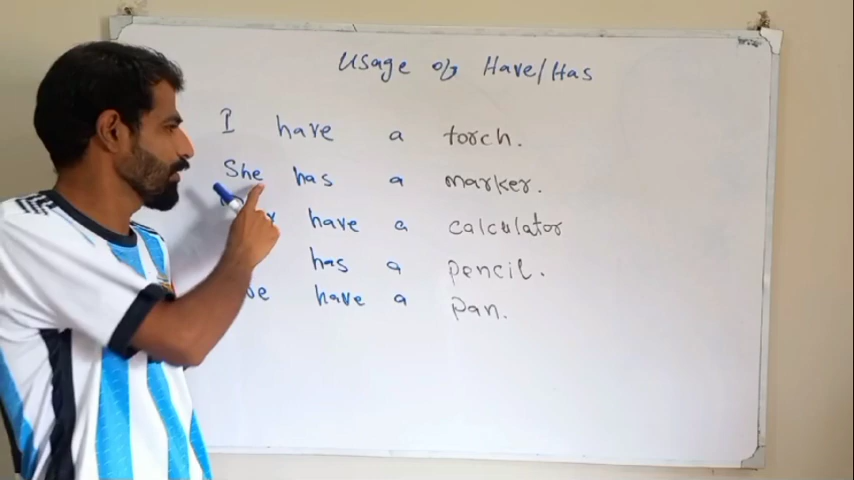 Usage of Have/Has
I have a torch.
She has a marker.
have a calculator
has a pencil.
have a pan.